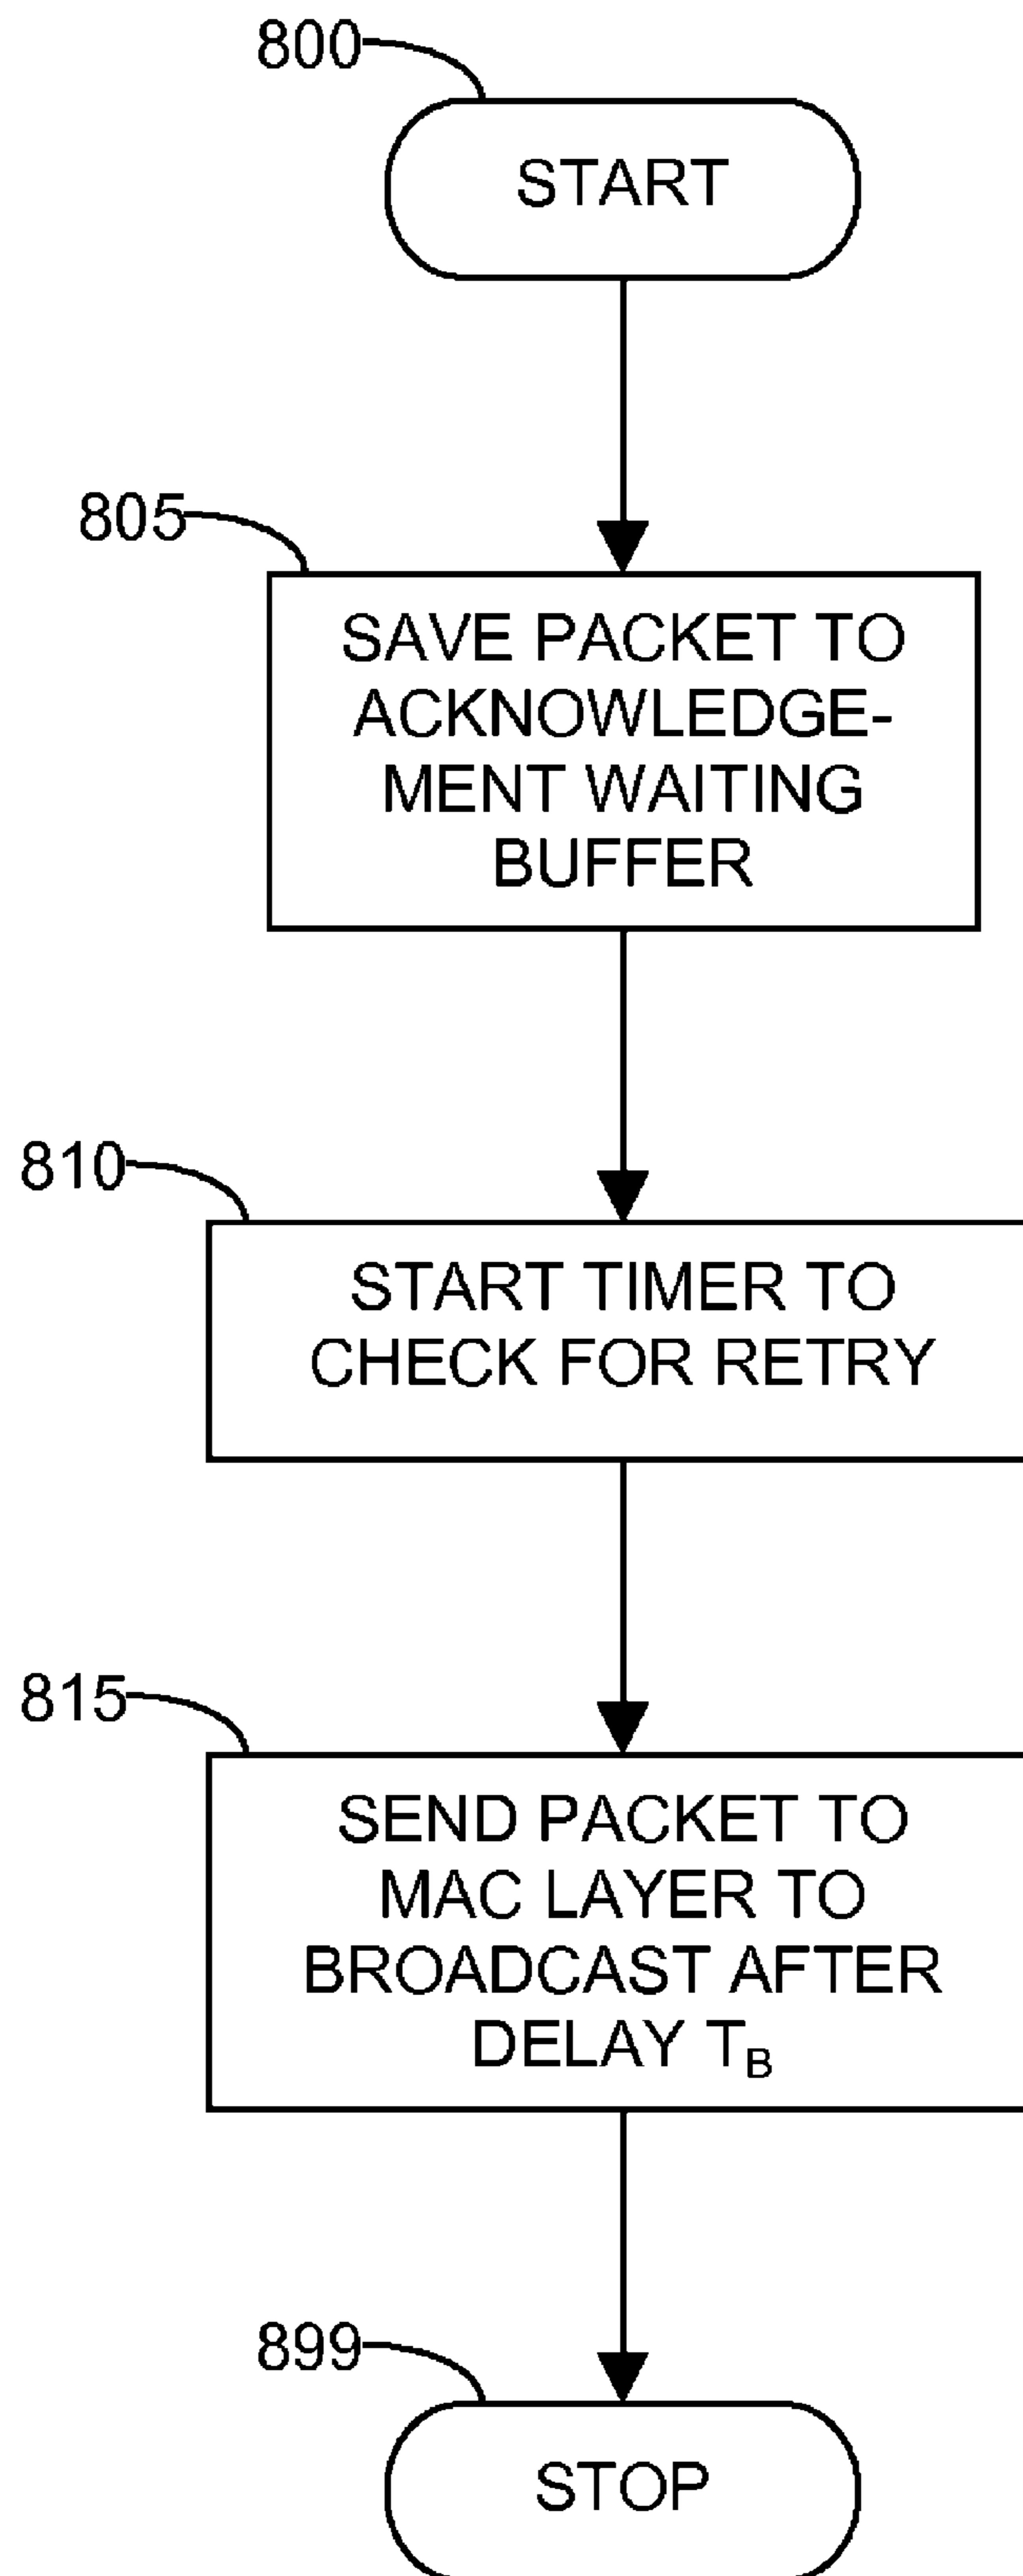 800
START
805
SAVE PACKET TO
ACKNOWLEDGE-
MENT WAITING
BUFFER
810
START TIMER TO
CHECK FOR RETRY
815
SEND PACKET TO
MAC LAYER TO
BROADCAST AFTER
DELAY T_B
899
STOP